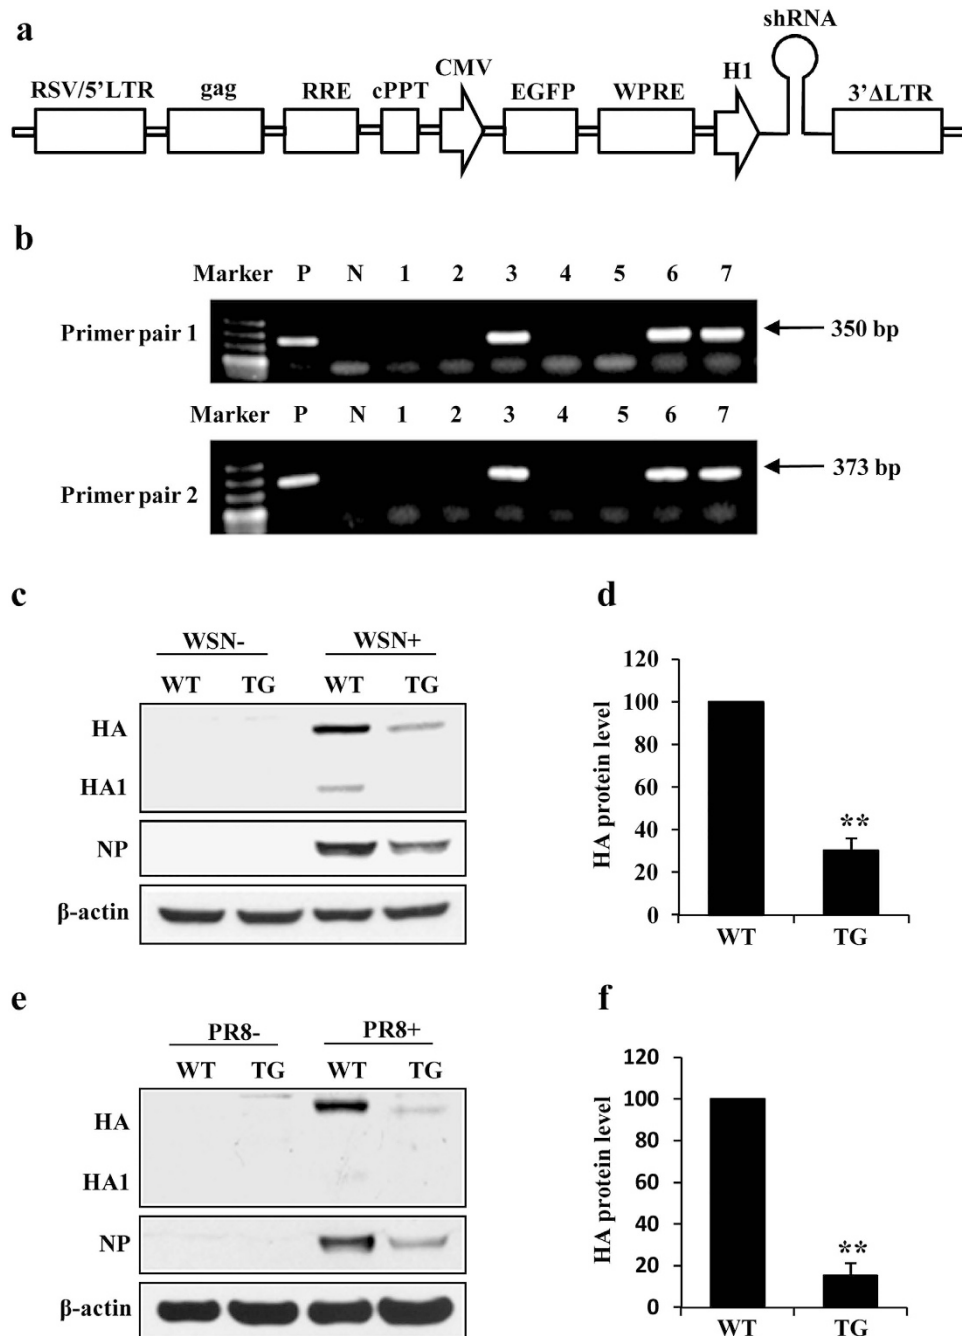 a
shRNA
CMV
H1
RSV/5’LTR gag RRE cPPT EGFP WPRE 3’ΔLTR
b
Marker P N 1 2 3 4 5 6 7
Primer pair 1
350 bp
Marker P N 1 2 3 4 5 6 7
Primer pair 2
373 bp
c
WSN- WSN+
WT TG WT TG
HA
HA1
NP
β-actin
d
HA protein level
120
100
80
60
40
20
0
**
WT TG
e
PR8- PR8+
WT TG WT TG
HA
HA1
NP
β-actin
f
HA protein level
120
100
80
60
40
20
0
**
WT TG